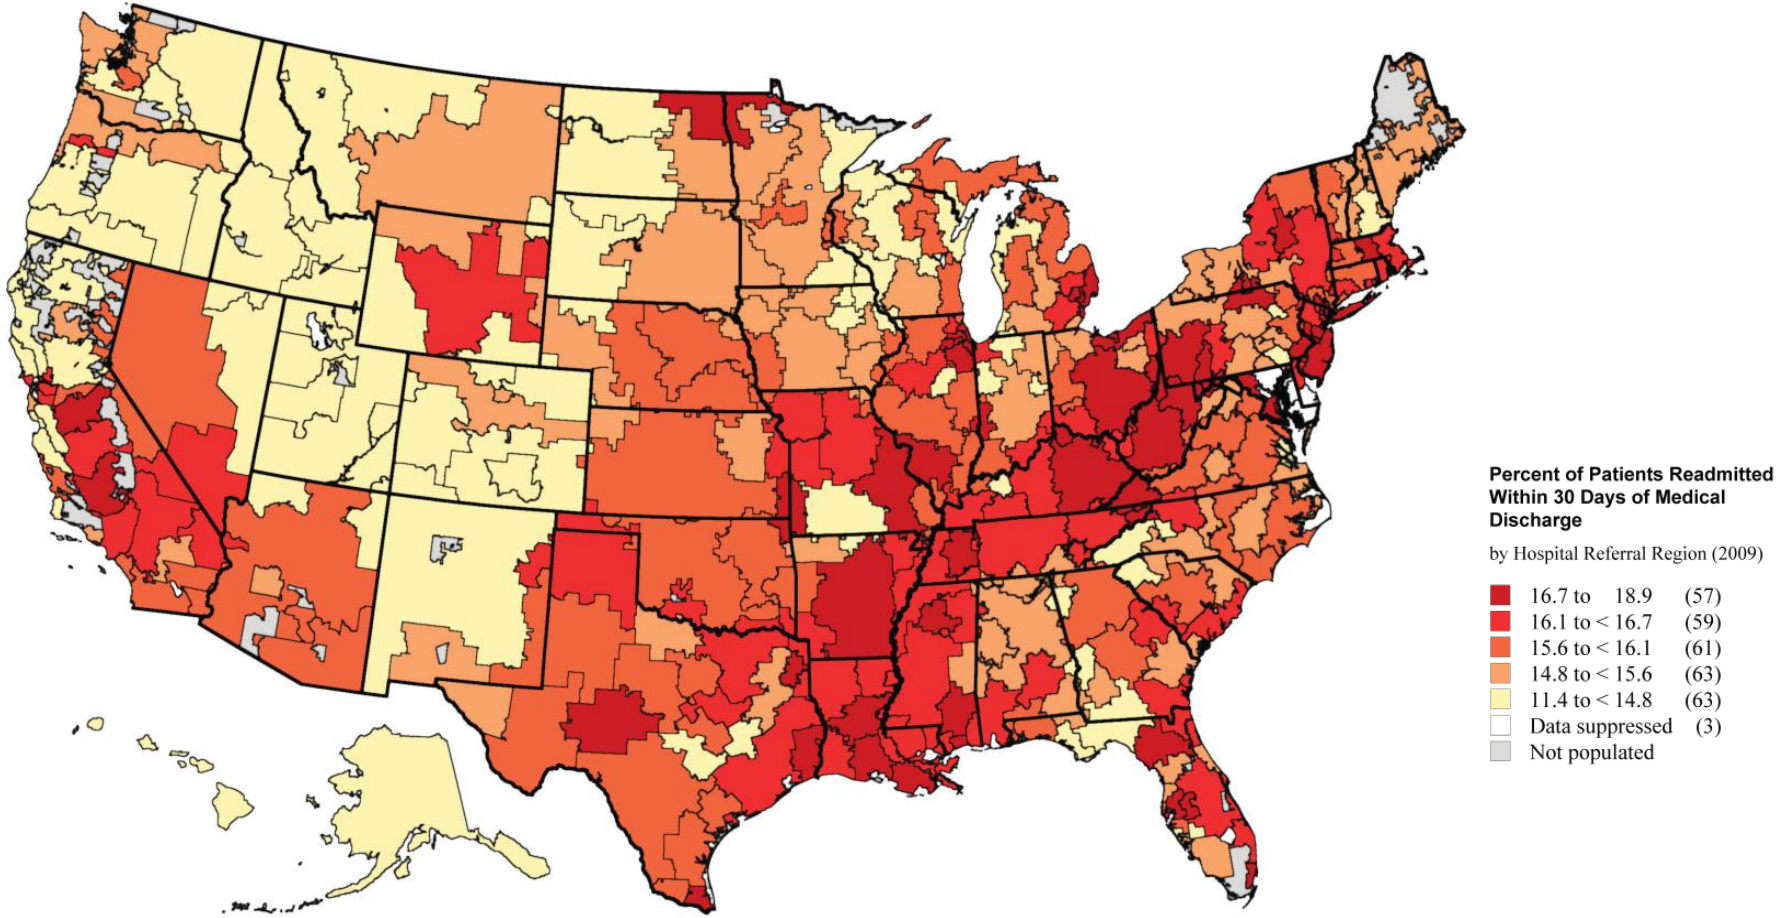 Percent of Patients Readmitted
Within 30 Days of Medical
Discharge
by Hospital Referral Region (2009)
16.7 to 18.9 (57)
16.1 to < 16.7 (59)
15.6 to < 16.1 (61)
14.8 to < 15.6 (63)
11.4 to < 14.8 (63)
Data suppressed (3)
Not populated